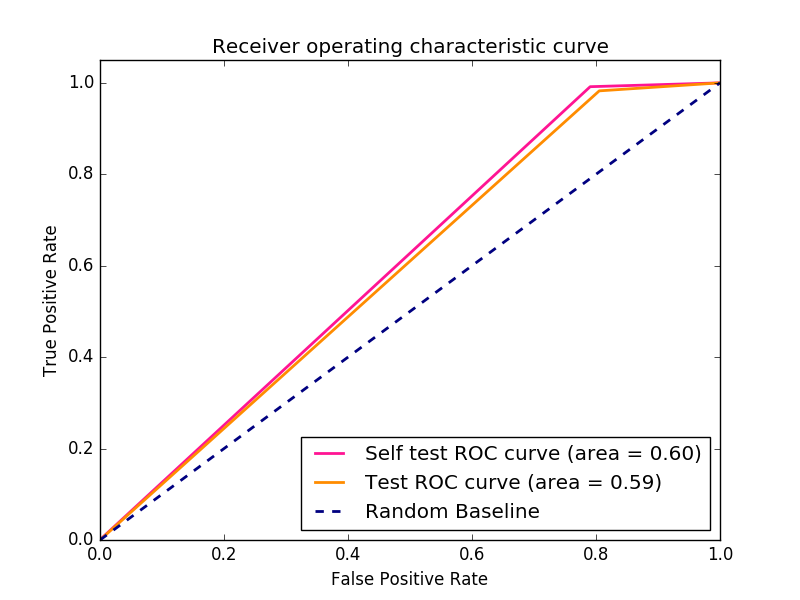 Receiver operating characteristic curve
1.0
0.8
0.6
0.4
0.2
0.0
True Positive Rate
Self test ROC curve (area = 0.60)
Test ROC curve (area = 0.59)
Random Baseline
0.0 0.2 0.4 0.6 0.8 1.0
False Positive Rate